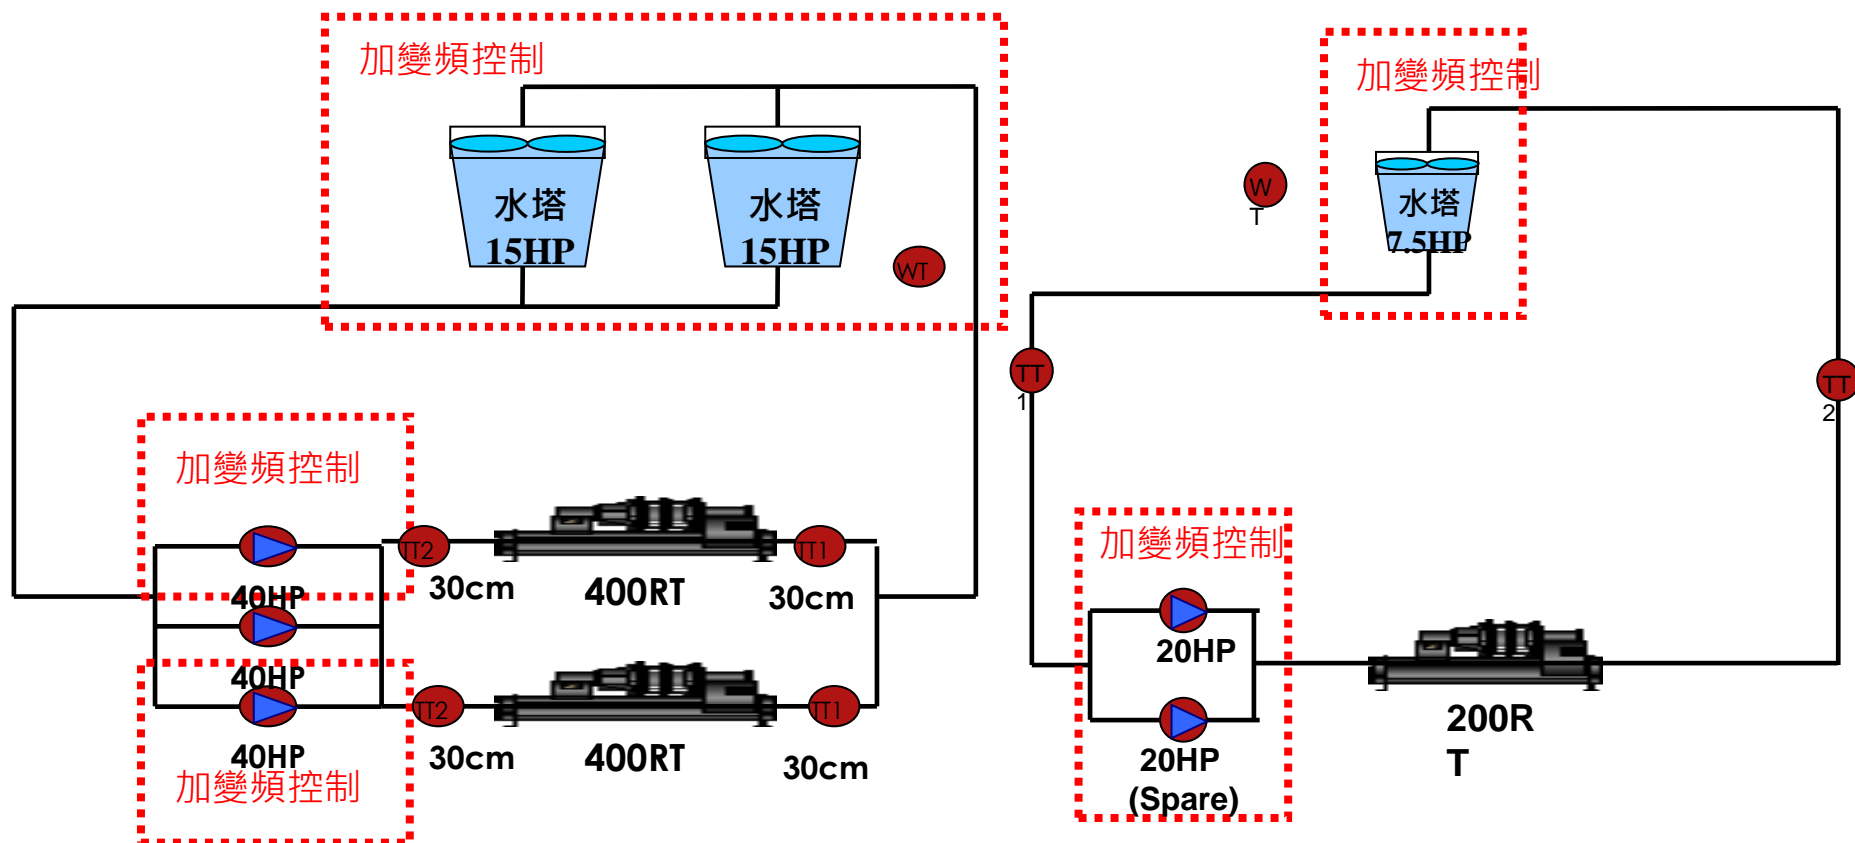 加變頻控制
水塔
15HP
水塔
15HP
WT
加變頻控制
TT2
TT1
40HP
30cm
400RT
30cm
40HP
TT2
TT1
40HP
30cm
400RT
30cm
加變頻控制
加變頻控制
W
T
水塔
7.5HP
TT
1
TT
2
加變頻控制
20HP
20HP
(Spare)
200R
T